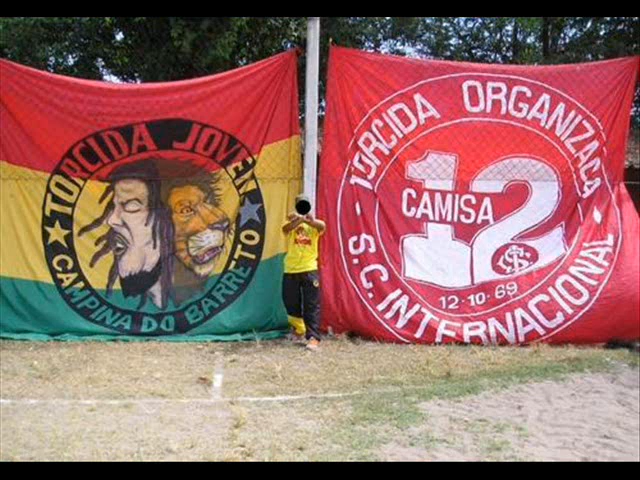 TORCIDA JOVEM
CAMPINA DO BARRETO
TORCIDA ORGANIZADA
CAMISA
12
12-10-69
S.C. INTERNACIONAL